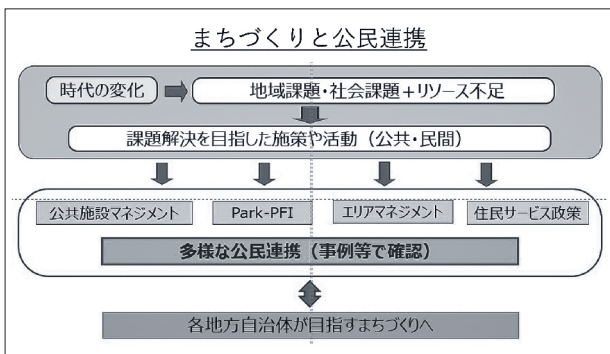 まちづくりと公民連携
時代の変化
地域課題・社会課題+リソース不足
課題解決を目指した施策や活動（公共・民間）
公共施設マネジメント
Park-PFI
エリアマネジメント
住民サービス政策
多様な公民連携（事例等で確認）
各地方自治体が目指すまちづくりへ